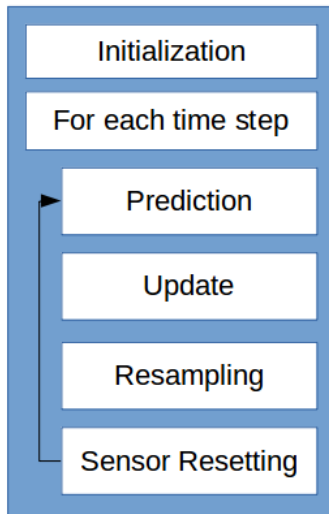 Initialization
For each time step
Prediction
Update
Resampling
Sensor Resetting